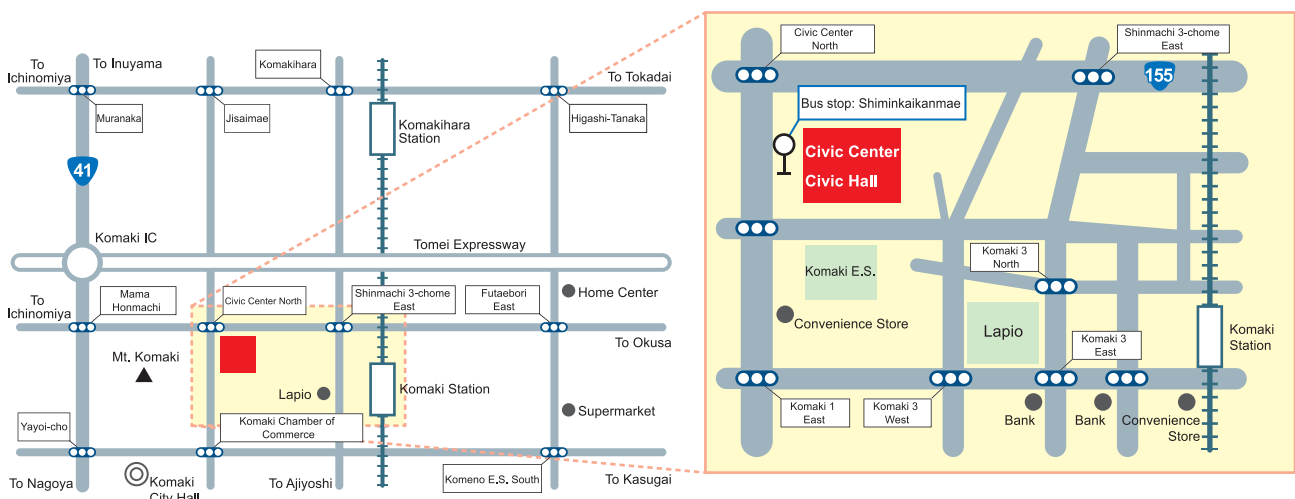 To
Ichinomiya
To Inuyama
Komakihara
To Tokadai
Muranaka
Jisaimae
Komakihara
Station
Higashi-Tanaka
41
Komaki IC
Tomei Expressway
To
Ichinomiya
Mama
Honmachi
Civic Center North
Shinmachi 3-chome
East
Futaebori
East
Home Center
To Okusa
Mt. Komaki
Lapio
Komaki Station
Supermarket
Yayoi-cho
Komaki Chamber of
Commerce
To Nagoya
Komaki
City Hall
To Ajiyoshi
Komeno E.S. South
To Kasugai
Civic Center
North
Shinmachi 3-chome
East
155
Bus stop: Shiminkaikanmae
Civic Center
Civic Hall
Komaki E.S.
Komaki 3
North
Convenience Store
Lapio
Komaki 3
East
Komaki
Station
Komaki 1
East
Komaki 3
West
Bank
Bank
Convenience
Store